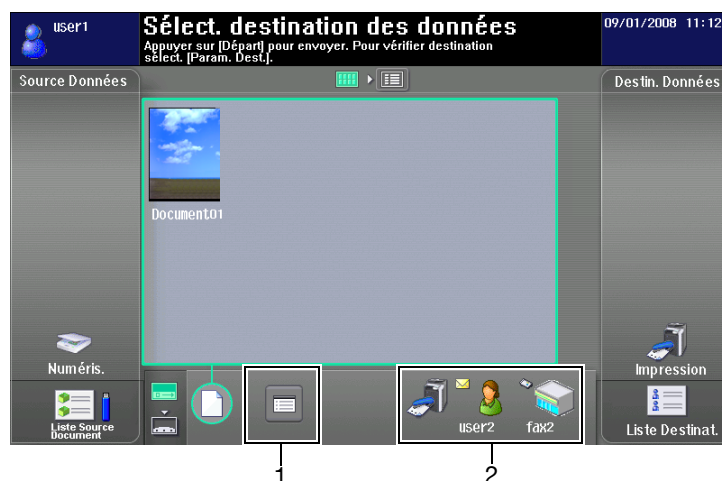 user1
Sélect. destination des données
Appuyer sur [Départ] pour envoyer. Pour vérifier destination
sélect. [Param. Dest.].
09/01/2008 11:12
Source Données
Destin. Données
Document01
Numéris.
Impression
Liste Source
Document
user2
fax2
Liste Destinat.
1
2